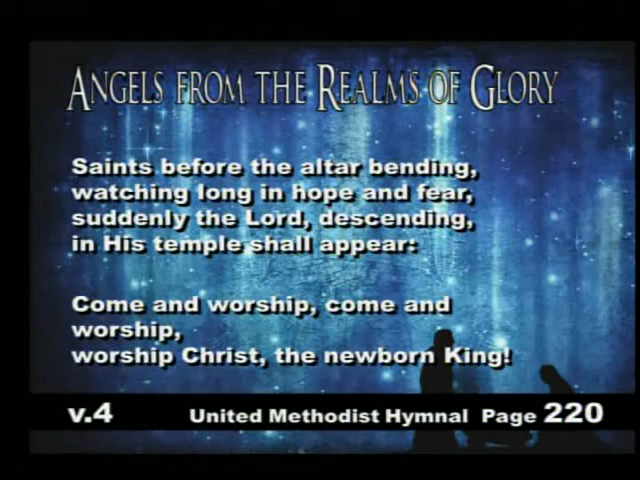 ANGELS FROM THE REALMS OF GLORY
Saints before the altar bending,
watching long in hope and fear,
suddenly the Lord, descending,
in His temple shall appear:
Come and worship, come and
worship,
worship Christ, the newborn King!
v.4 United Methodist Hymnal Page 220